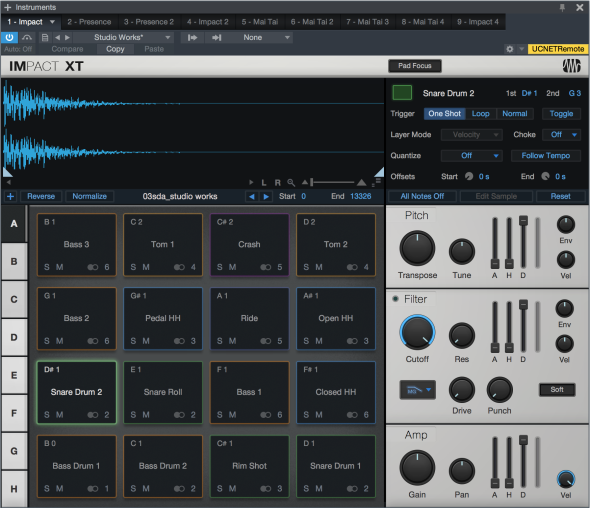 Instruments
1 - Impact 2 - Presence 3 - Presence 2 4 - Impact 2 5 - Mai Tai 6 - Mai Tai 2 7 - Mai Tai 3 8 - Mai Tai 4 9 - Impact 4
Studio Works* None
Auto: Off Compare Copy Paste UCNETRemote
IMPACT XT Pad Focus
Snare Drum 2 1st D# 1 2nd G 3
Trigger One Shot Loop Normal Toggle
Layer Mode Velocity Choke Off
Quantize Off Follow Tempo
Offsets Start 0 s End 0 s
L R
Reverse Normalize 03sda_studio works Start 0 End 13326
All Notes Off Edit Sample Reset
A
B
C
D
E
F
G
H
B 1 C 2 C# 2 D 2
Bass 3 Tom 1 Crash Tom 2
S M 6 S M 4 S M 5 S M 4
G 1 G# 1 A 1 A# 1
Bass 2 Pedal HH Ride Open HH
S M 6 S M 3 S M 5 S M 3
D# 1 E 1 F 1 F# 1
Snare Drum 2 Snare Roll Bass 1 Closed HH
S M 2 S M 2 S M 6 S M 6
B 0 C 1 C# 1 D 1
Bass Drum 1 Bass Drum 2 Rim Shot Snare Drum 1
S M 1 S M 2 S M 3 S M 2
Pitch
Env
Transpose Tune A H D Vel
Filter
Env
Cutoff Res A H D Vel
Drive Punch Soft
Amp
Gain Pan A H D Vel